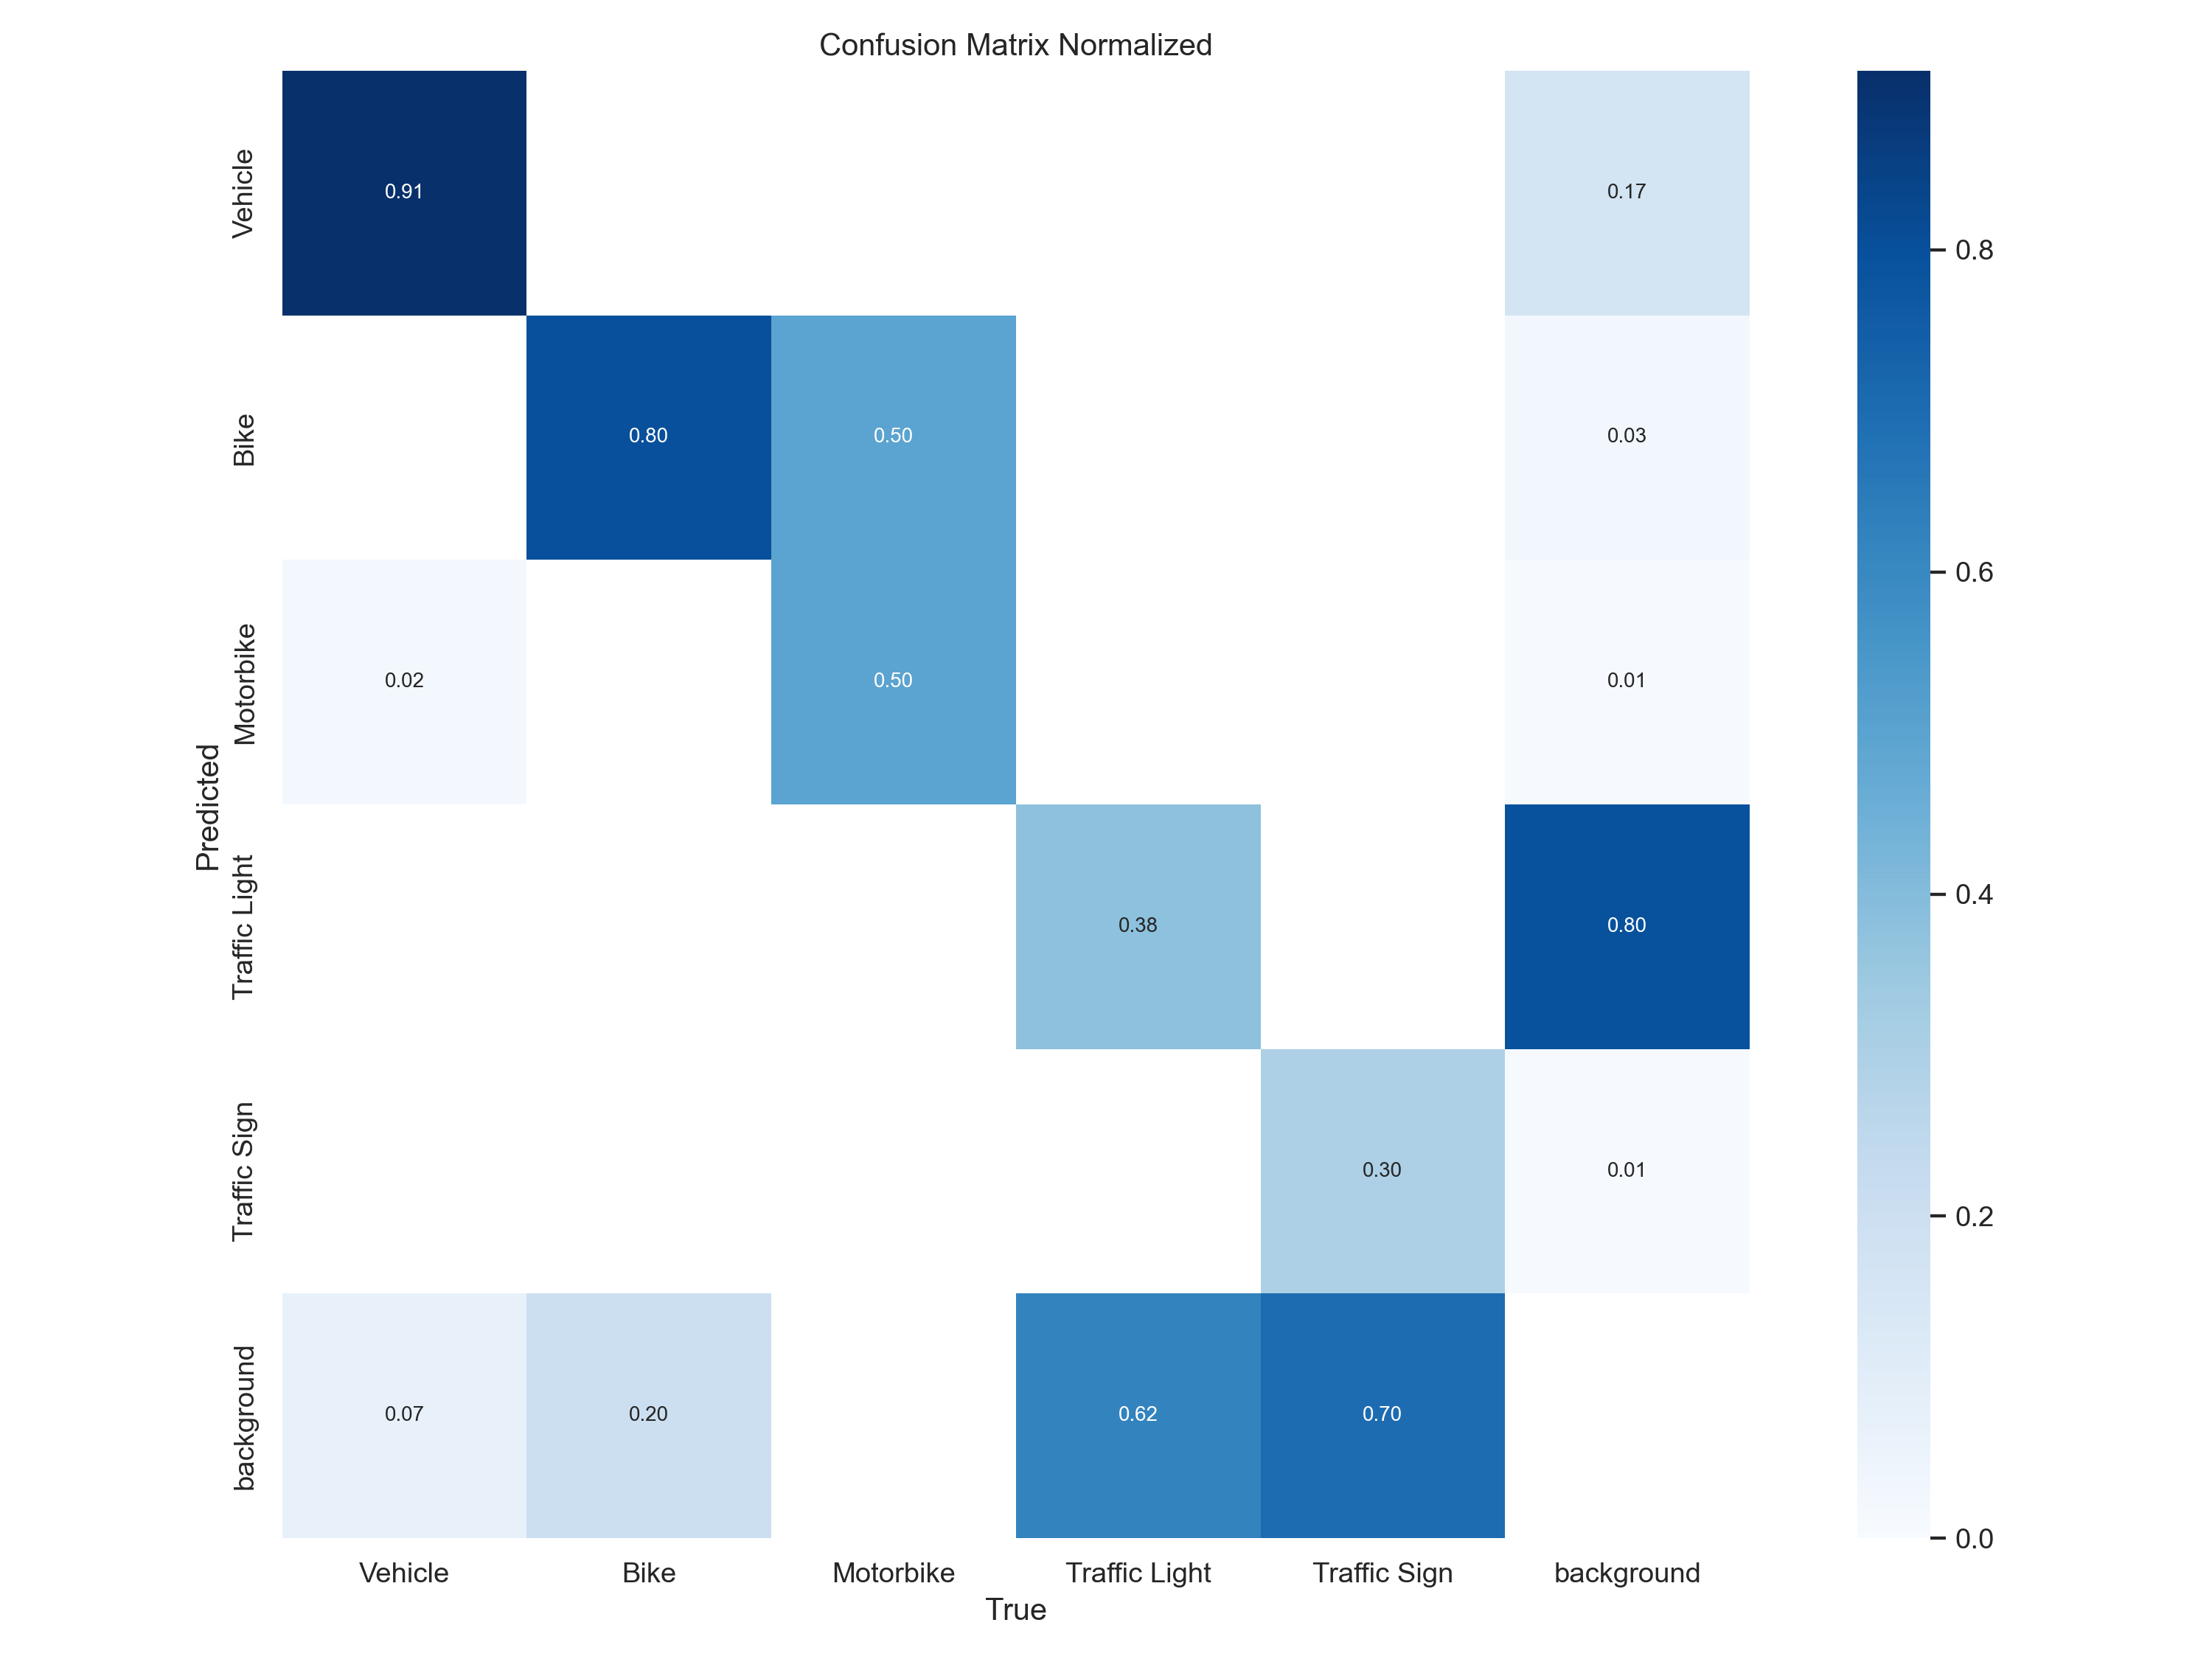 Confusion Matrix Normalized
Vehicle
0.91
0.17
0.8
Bike
0.80
0.50
0.03
0.6
Motorbike
0.02
0.50
0.01
Predicted
Traffic Light
0.38
0.80
0.4
Traffic Sign
0.30
0.01
0.2
background
0.07
0.20
0.62
0.70
0.0
Vehicle
Bike
Motorbike
Traffic Light
Traffic Sign
background
True